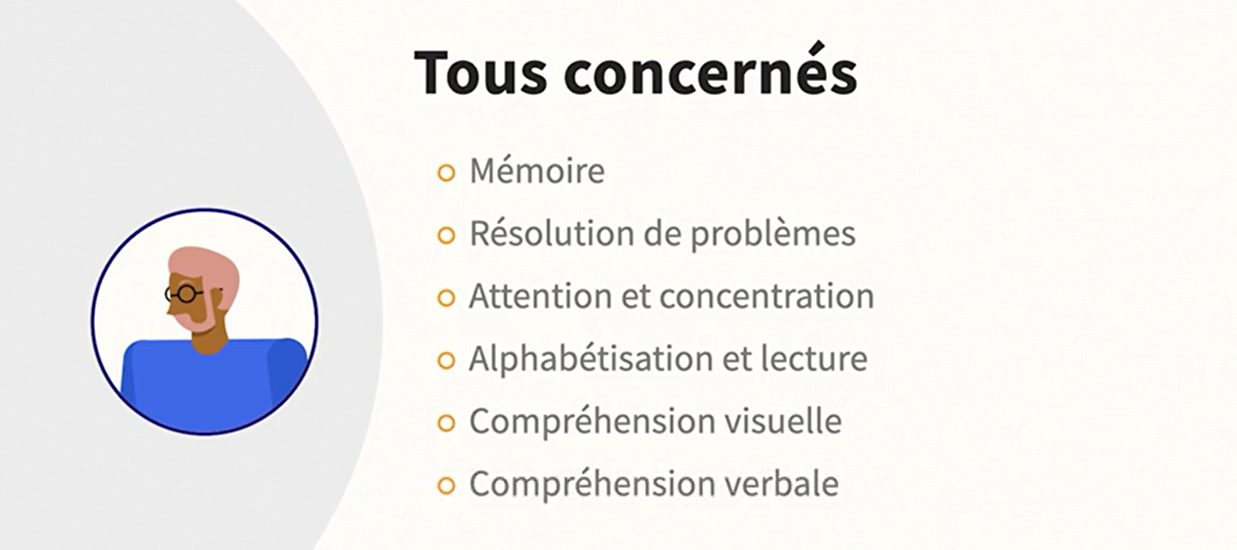 Tous concernés
Mémoire
Résolution de problèmes
Attention et concentration
Alphabétisation et lecture
Compréhension visuelle
Compréhension verbale